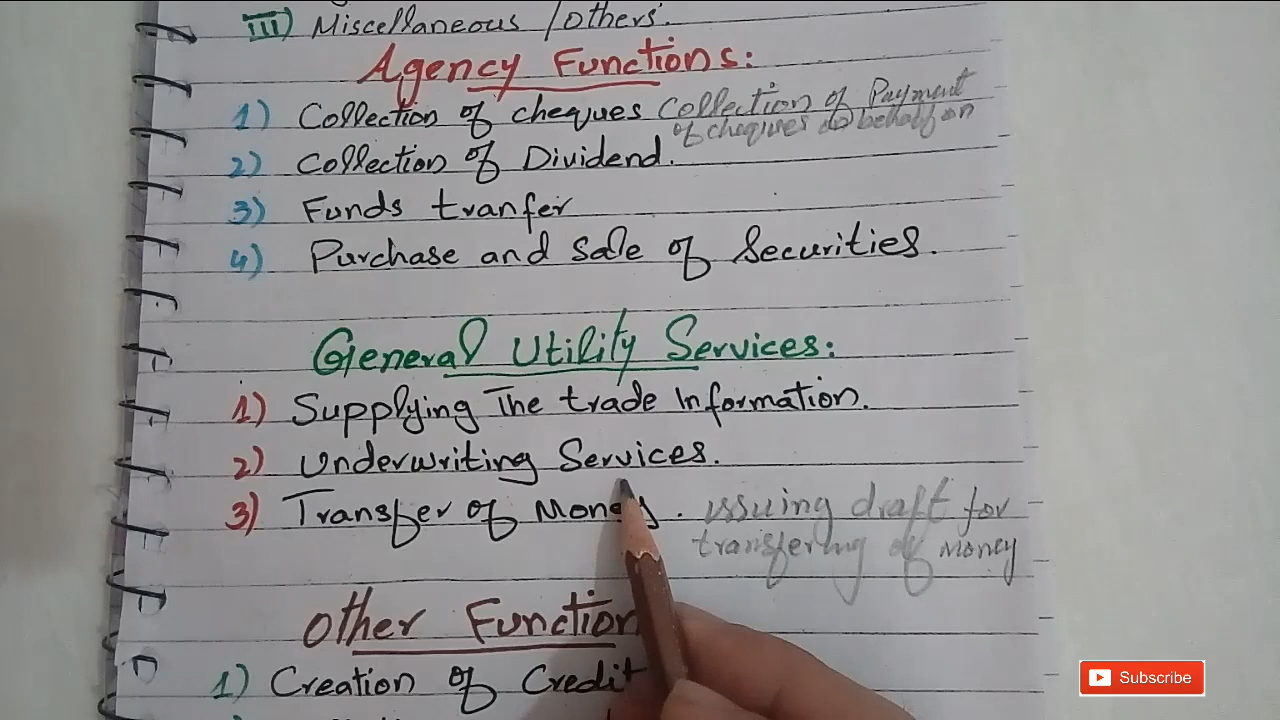 III) Miscellaneous / others.
Agency Functions:
1) Collection of cheques Collection of Payment
of cheques do behalf on
2) Collection of Dividend.
3) Funds tranfer
4) Purchase and Sale of Securities.
General Utility Services:
1) Supplying The trade Information.
2) Underwriting Services.
3) Transfer of Money. issuing draft for
transfering of Money
Other Function
1) Creation of Credit
Subscribe